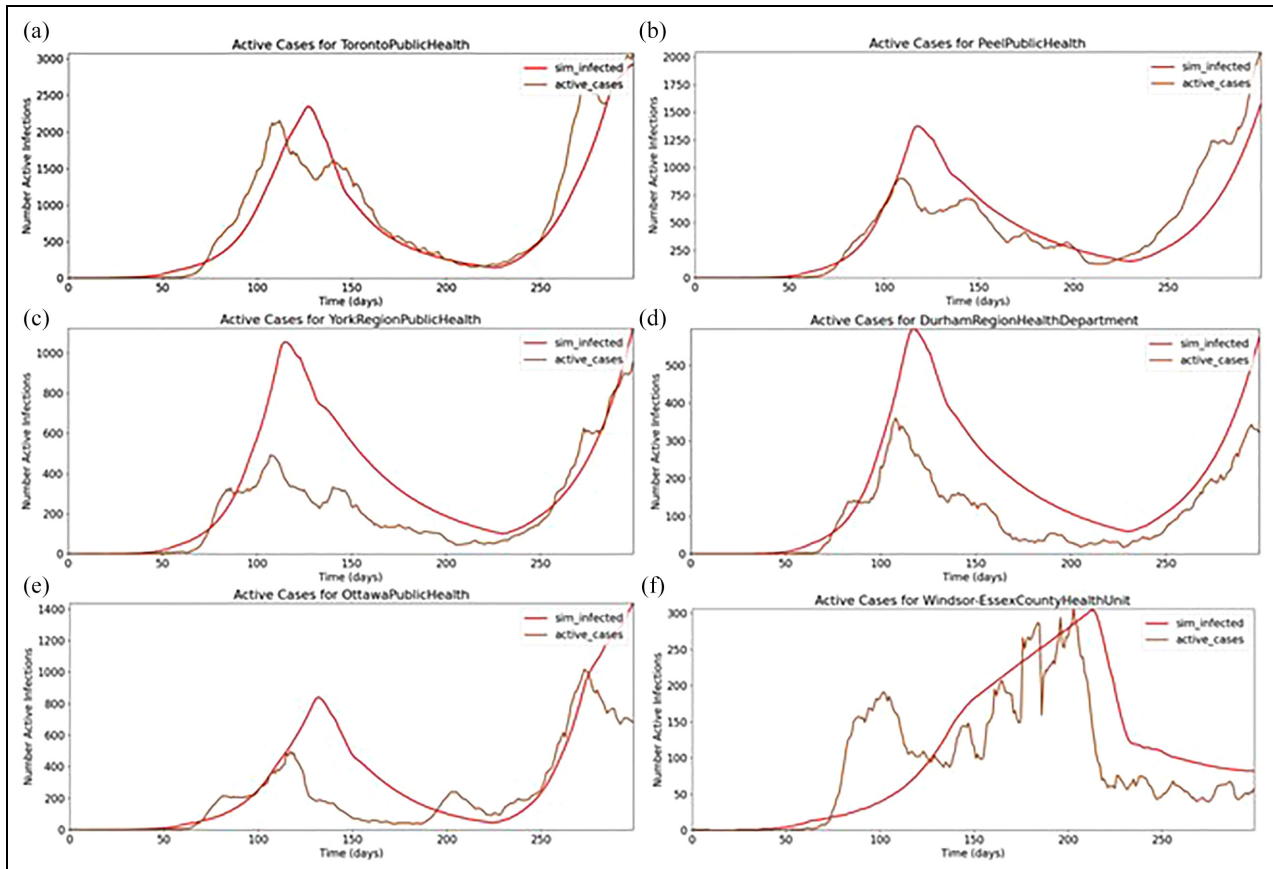 (a)
Active Cases for TorontoPublicHealth
sim_infected
active_cases
Number Active Infections
3000
2500
2000
1500
1000
500
0
0 50 100 150 200 250
Time (days)
(b)
Active Cases for PeelPublicHealth
sim_infected
active_cases
Number Active Infections
2000
1750
1500
1250
1000
750
500
250
0
0 50 100 150 200 250
Time (days)
(c)
Active Cases for YorkRegionPublicHealth
sim_infected
active_cases
Number Active Infections
1000
800
600
400
200
0
0 50 100 150 200 250
Time (days)
(d)
Active Cases for DurhamRegionHealthDepartment
sim_infected
active_cases
Number Active Infections
500
400
300
200
100
0
0 50 100 150 200 250
Time (days)
(e)
Active Cases for OttawaPublicHealth
sim_infected
active_cases
Number Active Infections
1400
1200
1000
800
600
400
200
0
0 50 100 150 200 250
Time (days)
(f)
Active Cases for Windsor-EssexCountyHealthUnit
sim_infected
active_cases
Number Active Infections
300
250
200
150
100
50
0
0 50 100 150 200 250
Time (days)